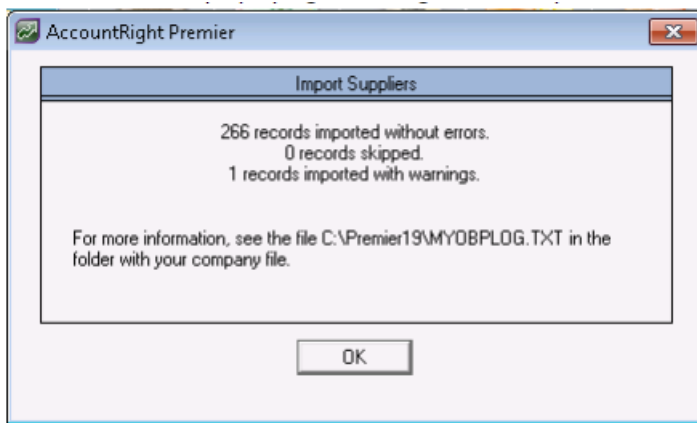 AccountRight Premier
Import Suppliers
266 records imported without errors.
0 records skipped.
1 records imported with warnings.
For more information, see the file C:\Premier19\MYOBPLOG.TXT in the
folder with your company file.
OK